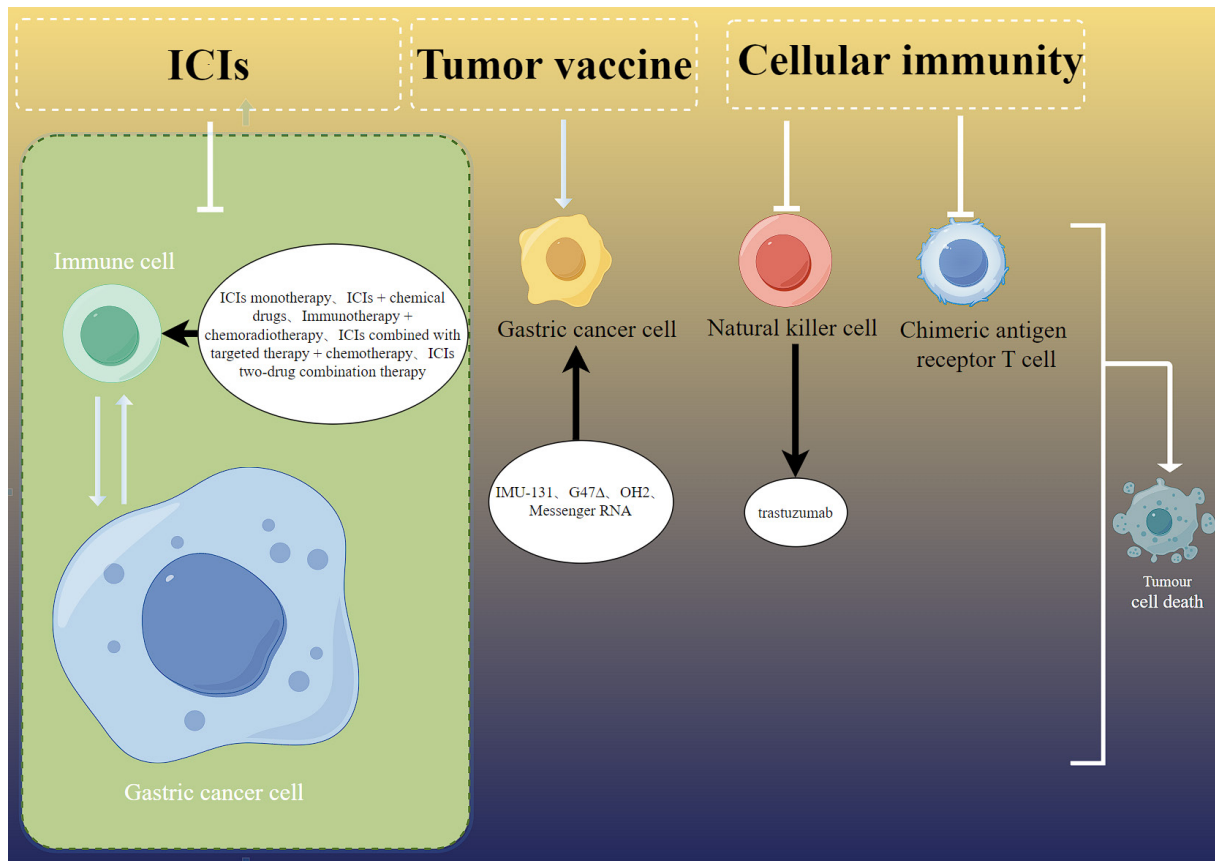 ICIs
Tumor vaccine
Cellular immunity
Immune cell
ICIs monotherapy、ICIs + chemical
drugs、Immunotherapy +
chemoradiotherapy、ICIs combined with
targeted therapy + chemotherapy、ICIs
two-drug combination therapy
Gastric cancer cell
Gastric cancer cell
IMU-131、G47Δ、OH2、
Messenger RNA
Natural killer cell
trastuzumab
Chimeric antigen
receptor T cell
Tumour
cell death